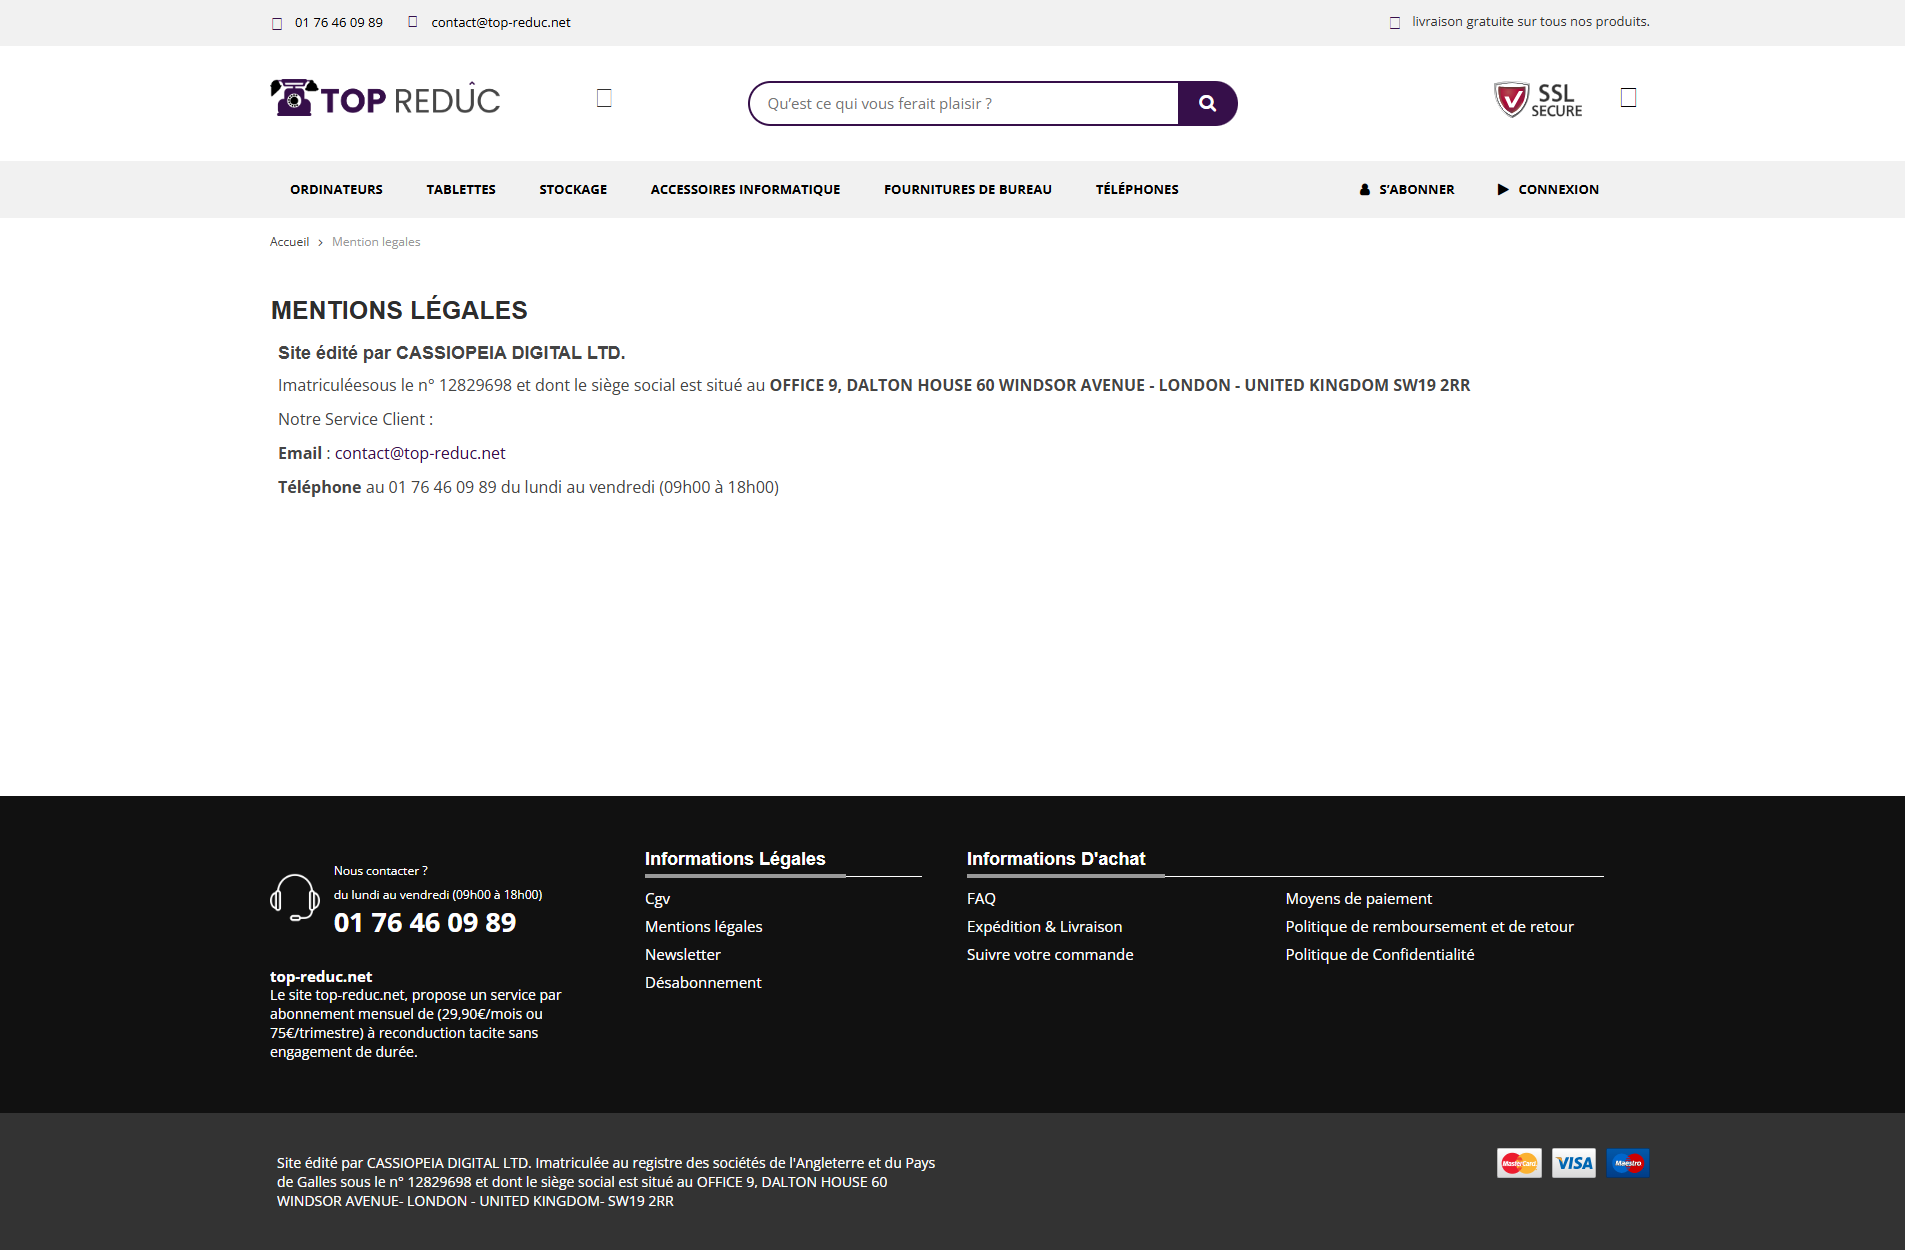 01 76 46 09 89
contact@top-reduc.net
livraison gratuite sur tous nos produits.
TOP REDÛC
Qu’est ce qui vous ferait plaisir ?
SSL
SECURE
ORDINATEURS
TABLETTES
STOCKAGE
ACCESSOIRES INFORMATIQUE
FOURNITURES DE BUREAU
TÉLÉPHONES
S’ABONNER
CONNEXION
Accueil > Mention legales
MENTIONS LÉGALES
Site édité par CASSIOPEIA DIGITAL LTD.
Imatriculéesous le n° 12829698 et dont le siège social est situé au OFFICE 9, DALTON HOUSE 60 WINDSOR AVENUE - LONDON - UNITED KINGDOM SW19 2RR
Notre Service Client :
Email : contact@top-reduc.net
Téléphone au 01 76 46 09 89 du lundi au vendredi (09h00 à 18h00)
Nous contacter ?
du lundi au vendredi (09h00 à 18h00)
01 76 46 09 89
top-reduc.net
Le site top-reduc.net, propose un service par
abonnement mensuel de (29,90€/mois ou
75€/trimestre) à reconduction tacite sans
engagement de durée.
Informations Légales
Cgv
Mentions légales
Newsletter
Désabonnement
Informations D'achat
FAQ
Expédition & Livraison
Suivre votre commande
Moyens de paiement
Politique de remboursement et de retour
Politique de Confidentialité
Site édité par CASSIOPEIA DIGITAL LTD. Imatriculée au registre des sociétés de l'Angleterre et du Pays
de Galles sous le n° 12829698 et dont le siège social est situé au OFFICE 9, DALTON HOUSE 60
WINDSOR AVENUE- LONDON - UNITED KINGDOM- SW19 2RR
MasterCard
VISA
Maestro